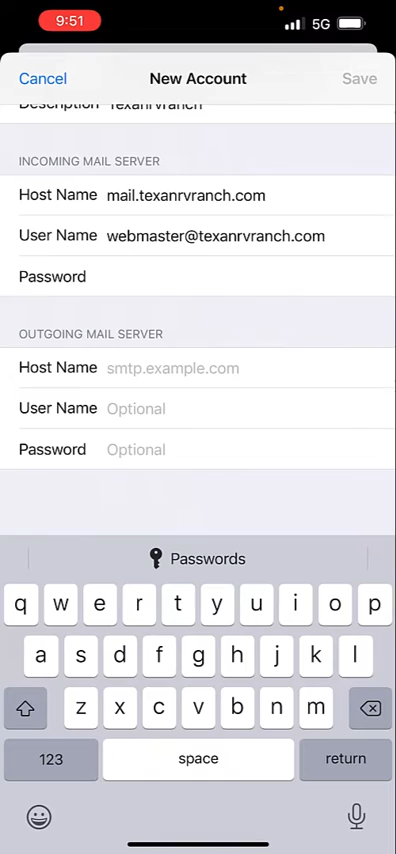 9:51 5G
Cancel New Account Save
Description Texanrvranch
INCOMING MAIL SERVER
Host Name mail.texanrvranch.com
User Name webmaster@texanrvranch.com
Password
OUTGOING MAIL SERVER
Host Name smtp.example.com
User Name Optional
Password Optional
Passwords
q w e r t y u i o p
a s d f g h j k l
z x c v b n m
123 space return